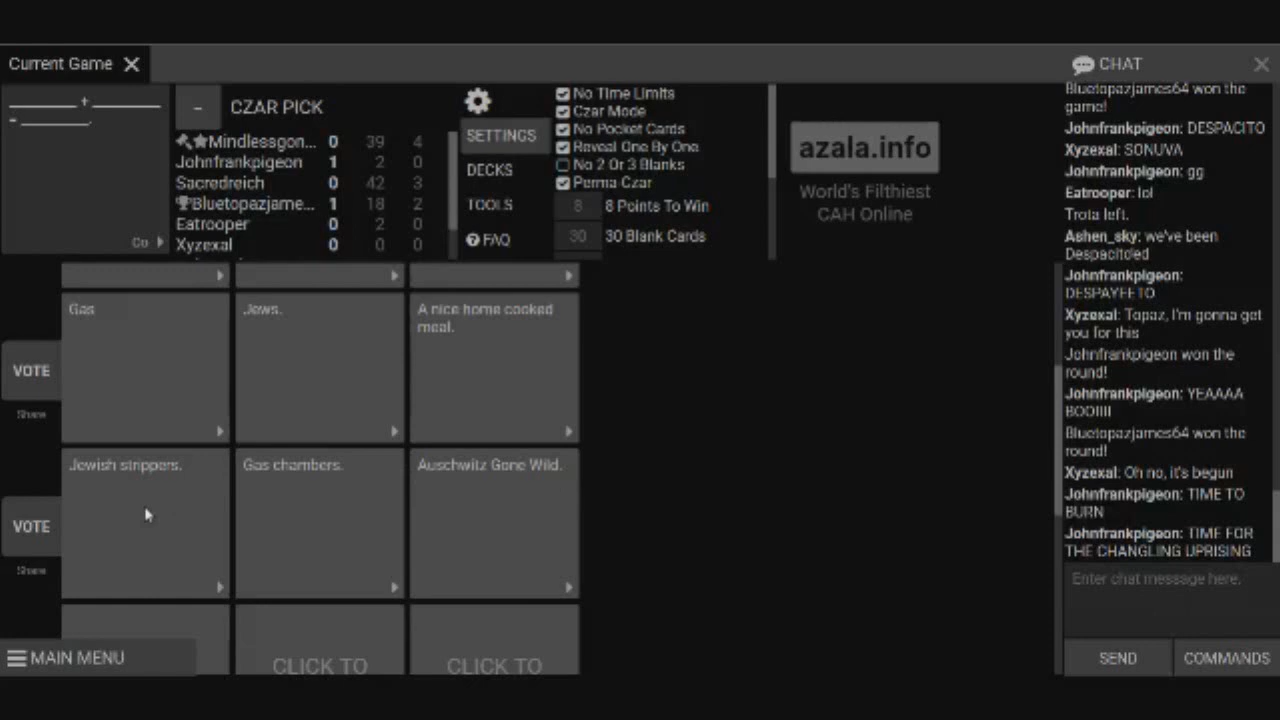 Current Game
CHAT
_______ + _______
= _______.
Go
–
CZAR PICK
Mindlessgon... 0 39 4
Johnfrankpigeon 1 2 0
Sacredreich 0 42 3
Bluetopazjame... 1 18 2
Eatrooper 0 2 0
Xyzexal 0 0 0
SETTINGS
DECKS
TOOLS
FAQ
No Time Limits
Czar Mode
No Pocket Cards
Reveal One By One
No 2 Or 3 Blanks
Perma-Czar
8 8 Points To Win
30 30 Blank Cards
azala.info
World's Filthiest
CAH Online
Gas
Jews.
A nice home cooked
meal.
VOTE
Share
Jewish strippers.
Gas chambers.
Auschwitz Gone Wild.
VOTE
Share
CLICK TO
CLICK TO
MAIN MENU
Bluetopazjames64 won the
game!
Johnfrankpigeon: DESPACITO
Xyzexal: SONUVA
Johnfrankpigeon: gg
Eatrooper: lol
Trota left.
Ashen_sky: we've been
Despacitoed
Johnfrankpigeon:
DESPAYEETO
Xyzexal: Topaz, I'm gonna get
you for this
Johnfrankpigeon won the
round!
Johnfrankpigeon: YEAAAA
BOOIIII
Bluetopazjames64 won the
round!
Xyzexal: Oh no, it's begun
Johnfrankpigeon: TIME TO
BURN
Johnfrankpigeon: TIME FOR
THE CHANGLING UPRISING
Enter chat message here.
SEND
COMMANDS